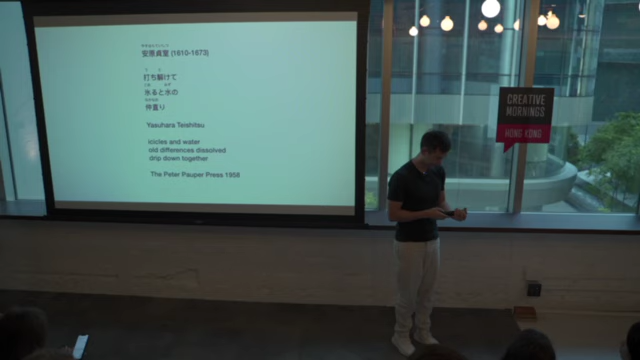 安原貞室 (1610-1673)
打ち解けて
氷ると水の
仲直り
Yasuhara Teishitsu
icicles and water
old differences dissolved
drip down together
The Peter Pauper Press 1958
CREATIVE
MORNINGS
HONG KONG